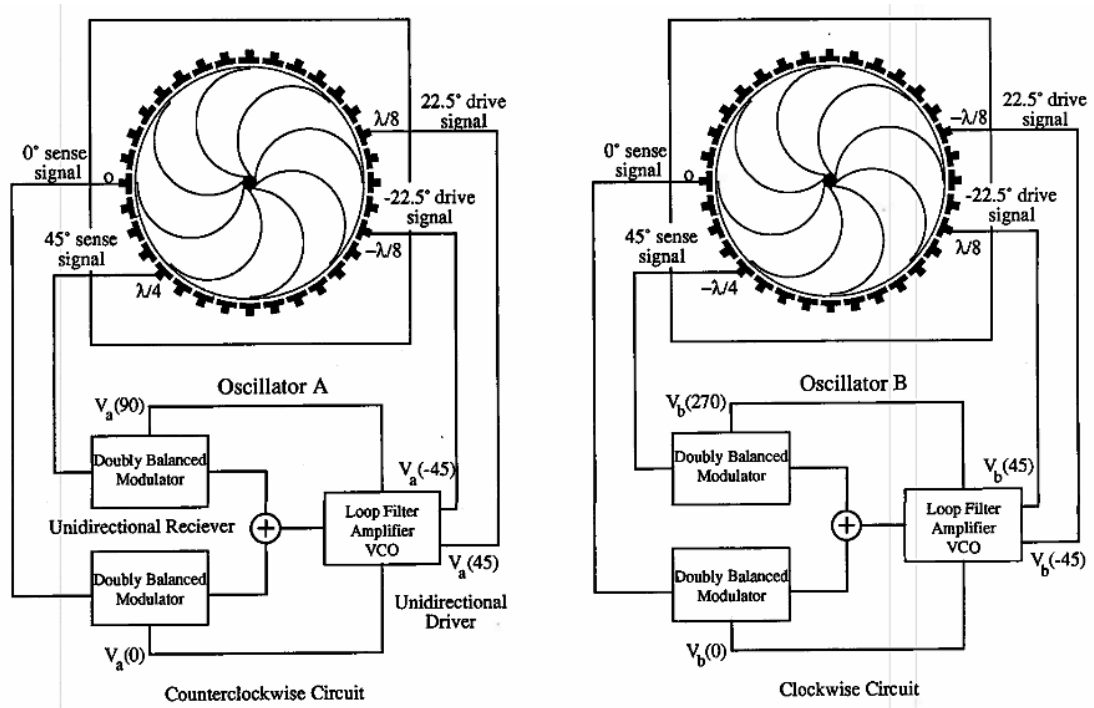 λ/8
22.5° drive
signal
0° sense
signal
o
-22.5° drive
signal
45° sense
signal
-λ/8
λ/4
Oscillator A
Va(90)
Doubly Balanced
Modulator
Va(-45)
Unidirectional Reciever
+
Loop Filter
Amplifier
VCO
Doubly Balanced
Modulator
Va(45)
Unidirectional
Driver
Va(0)
Counterclockwise Circuit
-λ/8
22.5° drive
signal
0° sense
signal
o
-22.5° drive
signal
45° sense
signal
λ/8
-λ/4
Oscillator B
Vb(270)
Doubly Balanced
Modulator
Vb(45)
+
Loop Filter
Amplifier
VCO
Doubly Balanced
Modulator
Vb(-45)
Vb(0)
Clockwise Circuit